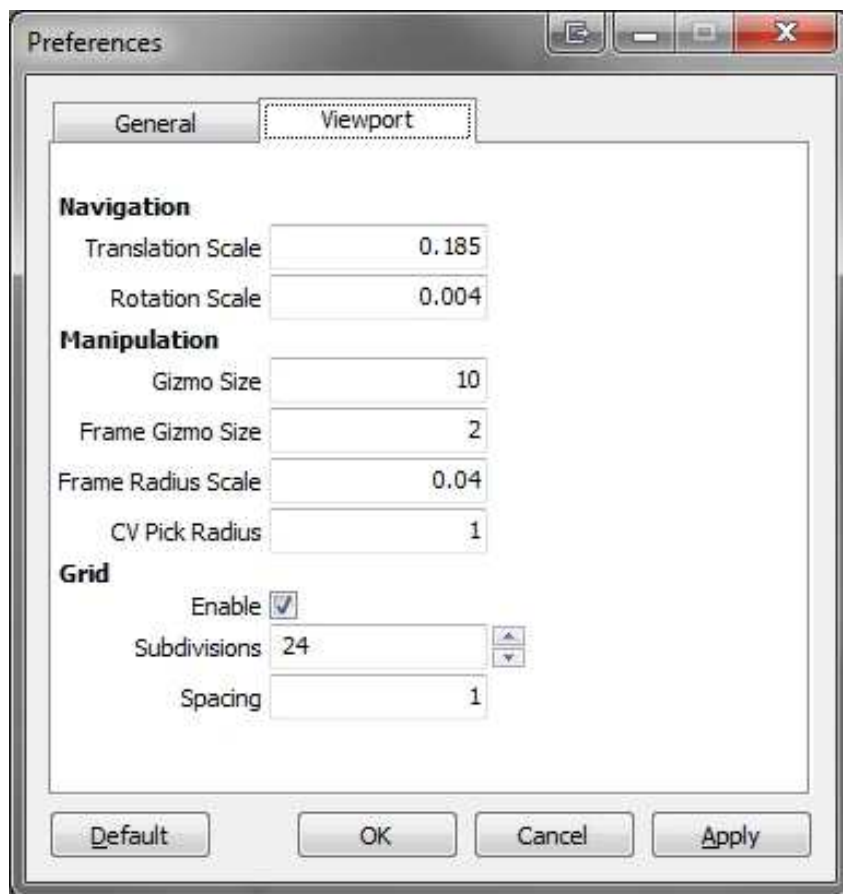 Preferences
General Viewport
Navigation
Translation Scale 0.185
Rotation Scale 0.004
Manipulation
Gizmo Size 10
Frame Gizmo Size 2
Frame Radius Scale 0.04
CV Pick Radius 1
Grid
Enable
Subdivisions 24
Spacing 1
Default OK Cancel Apply